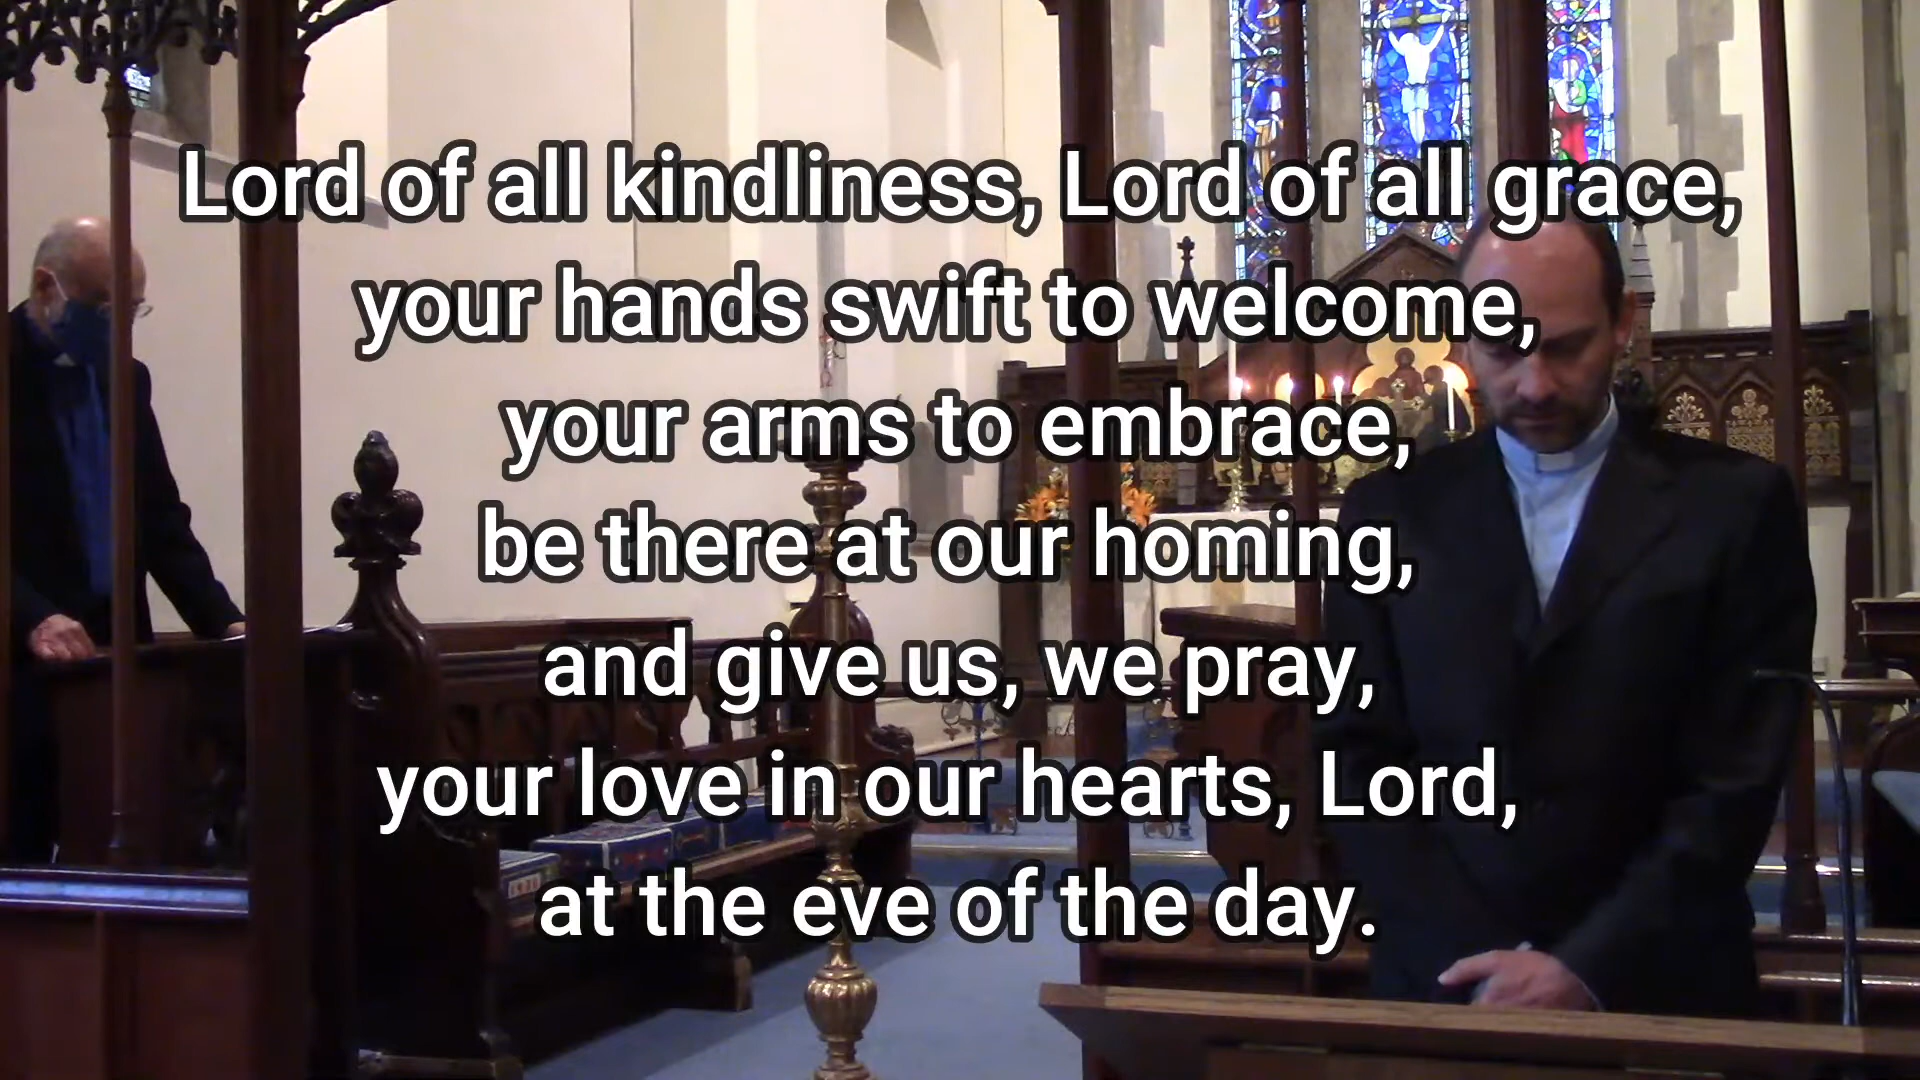 Lord of all kindliness, Lord of all grace,
your hands swift to welcome,
your arms to embrace,
be there at our homing,
and give us, we pray,
your love in our hearts, Lord,
at the eve of the day.